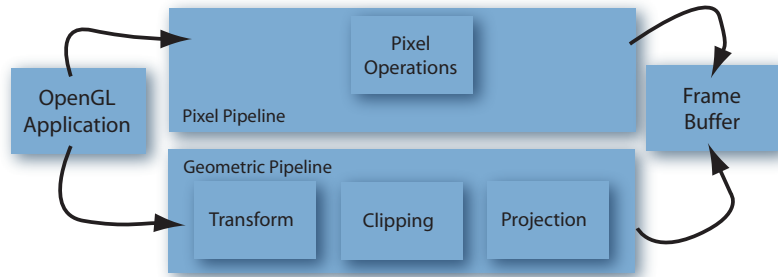 OpenGL
Application
Pixel
Operations
Pixel Pipeline
Geometric Pipeline
Transform
Clipping
Projection
Frame
Buffer